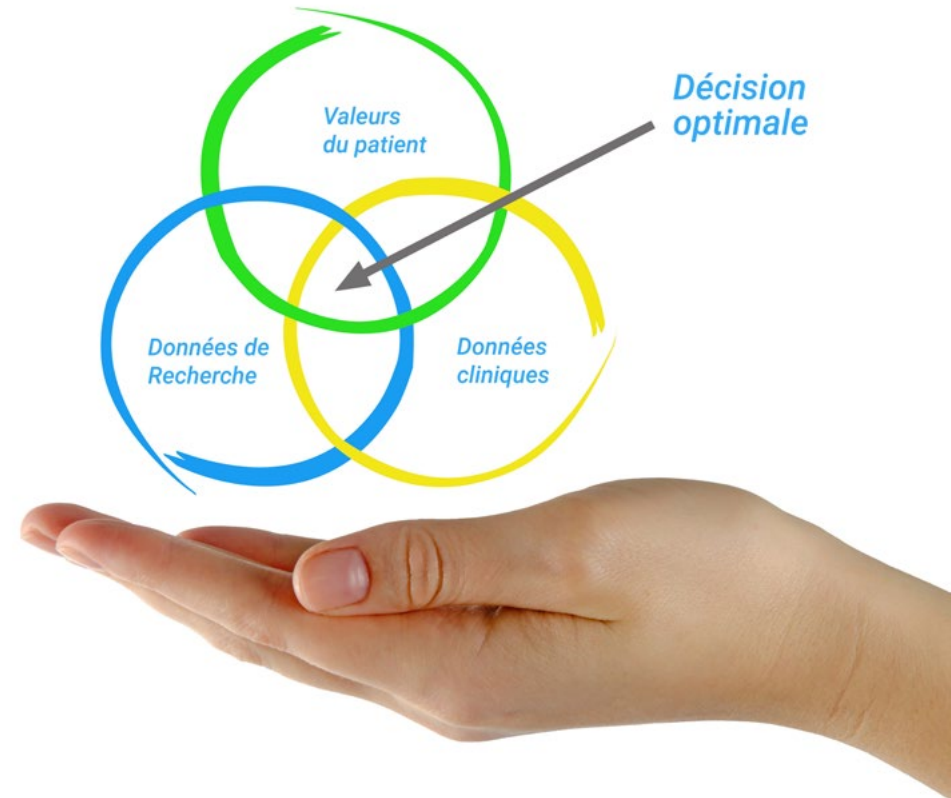 Valeurs
du patient
Décision
optimale
Données de
Recherche
Données
cliniques